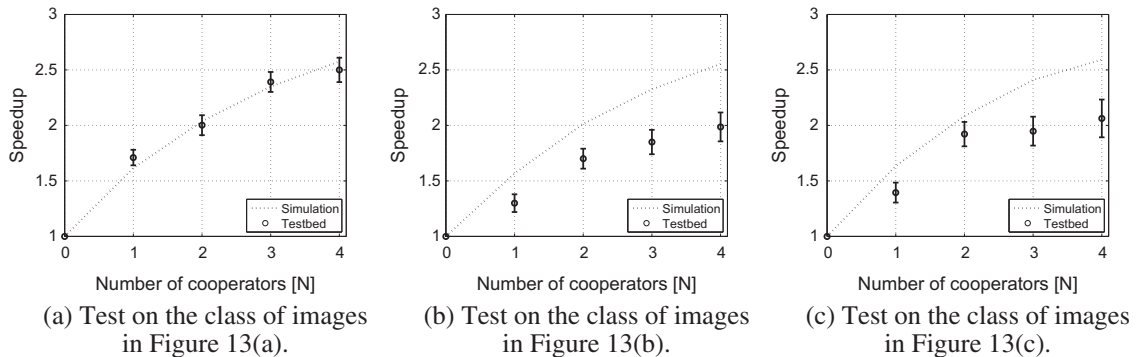 3
2.5
2
1.5
1
Speedup
0 1 2 3 4
Number of cooperators [N]
Simulation
Testbed
(a) Test on the class of images
in Figure 13(a).
3
2.5
2
1.5
1
Speedup
0 1 2 3 4
Number of cooperators [N]
Simulation
Testbed
(b) Test on the class of images
in Figure 13(b).
3
2.5
2
1.5
1
Speedup
0 1 2 3 4
Number of cooperators [N]
Simulation
Testbed
(c) Test on the class of images
in Figure 13(c).